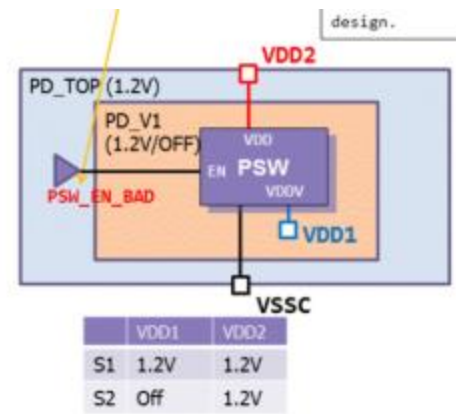 design.
VDD2
PD_TOP (1.2V)
PD_V1
(1.2V/OFF)
VDD
EN PSW
PSW_EN_BAD
VDDV
VDD1
VSSC
VDD1 VDD2
S1 1.2V 1.2V
S2 Off 1.2V